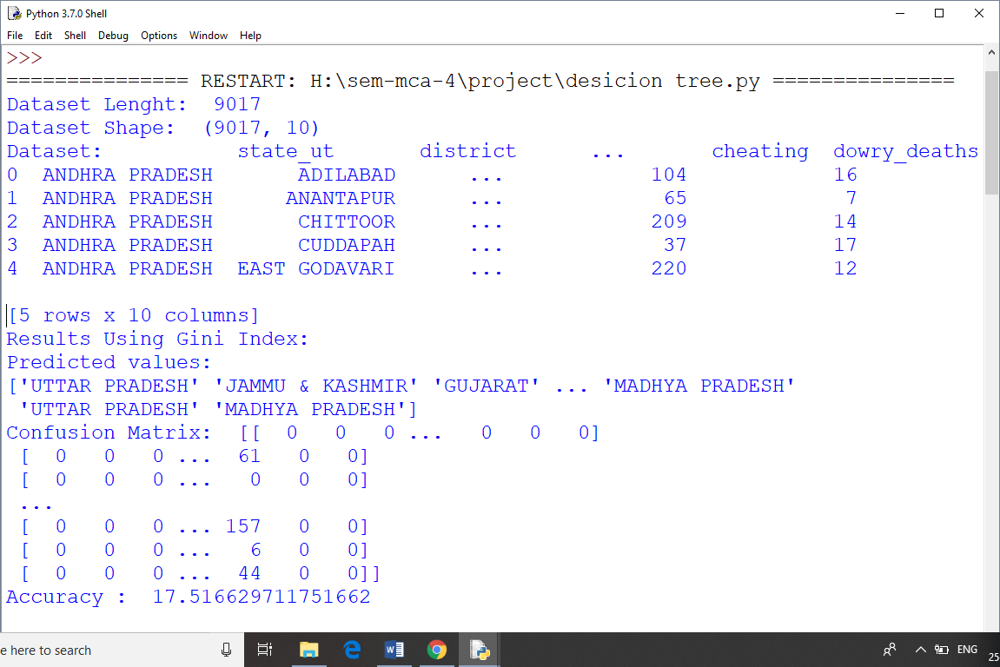 Python 3.7.0 Shell
File Edit Shell Debug Options Window Help
>>>
=============== RESTART: H:\sem-mca-4\project\desicion tree.py ===============
Dataset Lenght:  9017
Dataset Shape:  (9017, 10)
Dataset:           state_ut       district      ...       cheating  dowry_deaths
0  ANDHRA PRADESH       ADILABAD      ...            104            16
1  ANDHRA PRADESH      ANANTAPUR      ...             65             7
2  ANDHRA PRADESH       CHITTOOR      ...            209            14
3  ANDHRA PRADESH       CUDDAPAH      ...             37            17
4  ANDHRA PRADESH  EAST GODAVARI      ...            220            12
[5 rows x 10 columns]
Results Using Gini Index:
Predicted values:
['UTTAR PRADESH' 'JAMMU & KASHMIR' 'GUJARAT' ... 'MADHYA PRADESH'
 'UTTAR PRADESH' 'MADHYA PRADESH']
Confusion Matrix:  [[  0   0   0 ...   0   0   0]
 [  0   0   0 ...  61   0   0]
 [  0   0   0 ...   0   0   0]
 ...
 [  0   0   0 ... 157   0   0]
 [  0   0   0 ...   6   0   0]
 [  0   0   0 ...  44   0   0]]
Accuracy :  17.516629711751662
e here to search
ENG
25